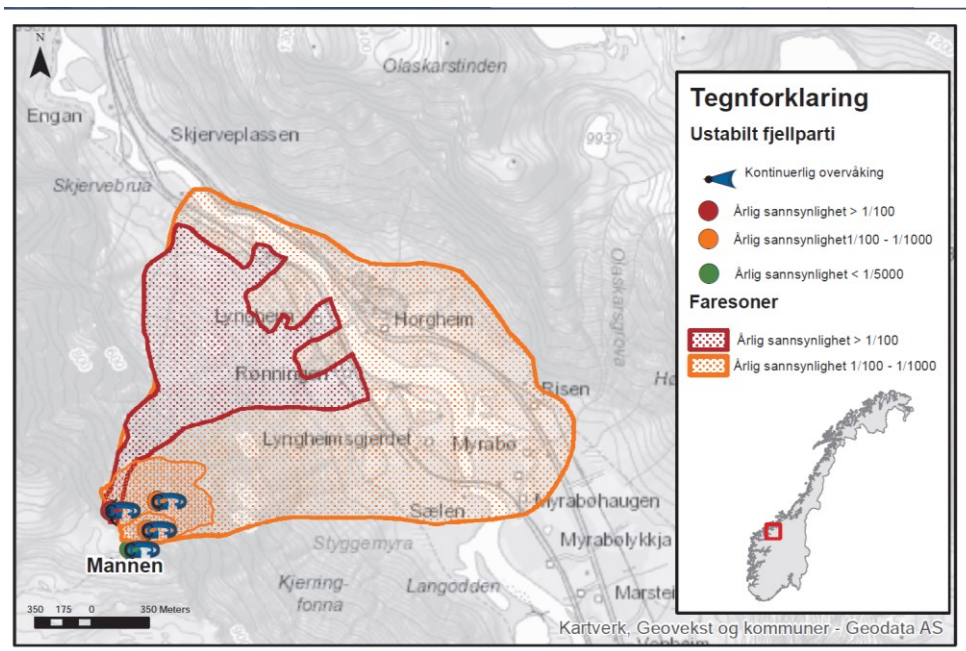 N
Olaskarstinden
Engan
Skjerveplassen
993
Skjervebrua
Olaskarsgrova
Lyngheim
Horgheim
Rønningen
Risen
Lyngheimsgjerdet
Myrabø
Myrabøhaugen
Sælen
Styggemyra
Myrabølykkja
Mannen
Kjerning-
fonna
Langodden
Marstei
350 175 0 350 Meters
Tegnforklaring
Ustabilt fjellparti
Kontinuerlig overvåking
Årlig sannsynlighet > 1/100
Årlig sannsynlighet1/100 - 1/1000
Årlig sannsynlighet < 1/5000
Faresoner
Årlig sannsynlighet > 1/100
Årlig sannsynlighet 1/100 - 1/1000
Kartverk, Geovekst og kommuner - Geodata AS